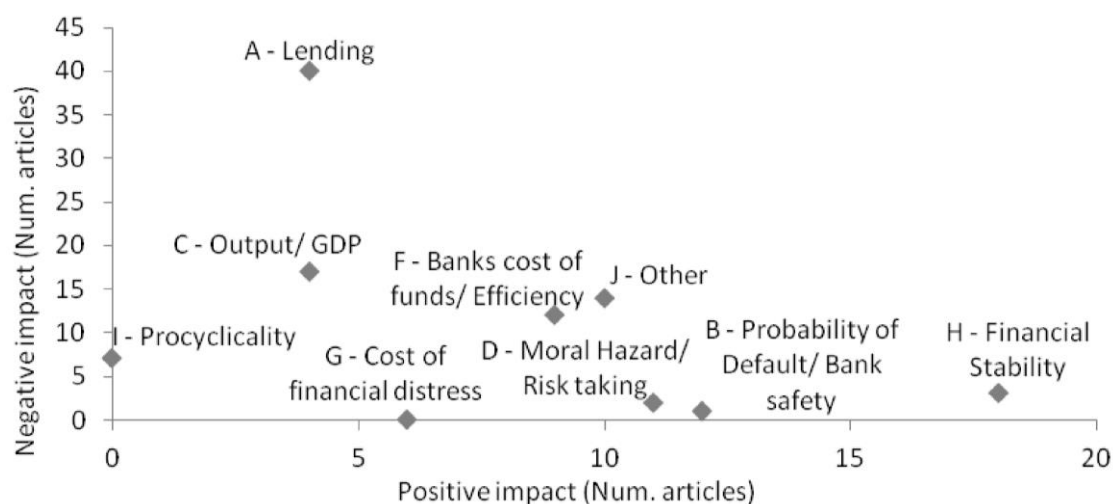 Negative impact (Num. articles)
45
40
35
30
25
20
15
10
5
0
A - Lending
C - Output/ GDP
F - Banks cost of
funds/ Efficiency
J - Other
I - Procyclicality
G - Cost of
financial distress
D - Moral Hazard/
Risk taking
B - Probability of
Default/ Bank
safety
H - Financial
Stability
0
5
10
15
20
Positive impact (Num. articles)